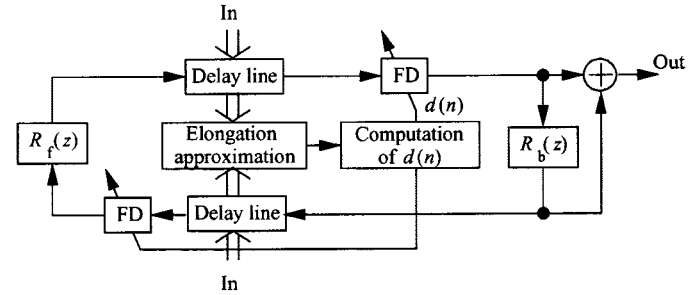 In
Delay line
FD
Out
d(n)
R_f(z)
Elongation
approximation
Computation
of d(n)
R_b(z)
FD
Delay line
In